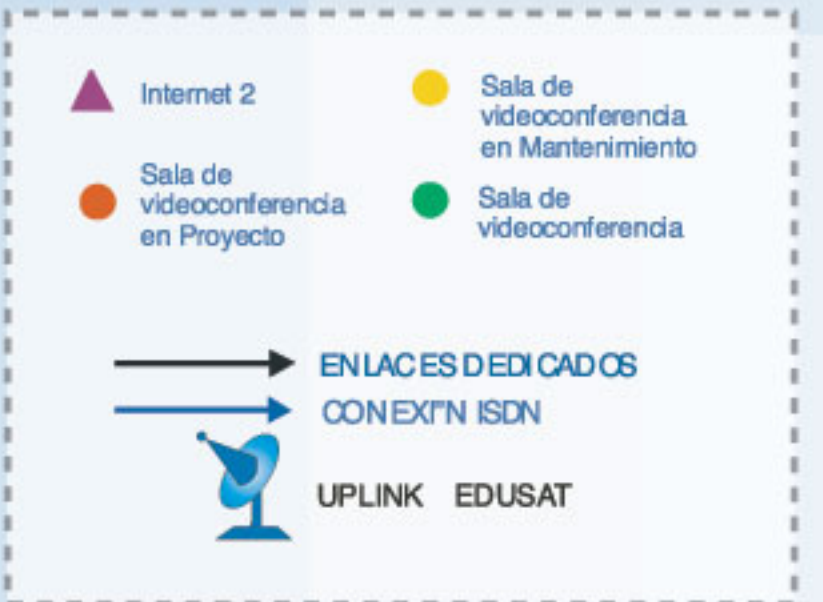 Internet 2
Sala de
videoconferencia
en Proyecto
Sala de
videoconferencia
en Mantenimiento
Sala de
videoconferencia
ENLACES DEDICADOS
CONEXI"N ISDN
UPLINK EDUSAT